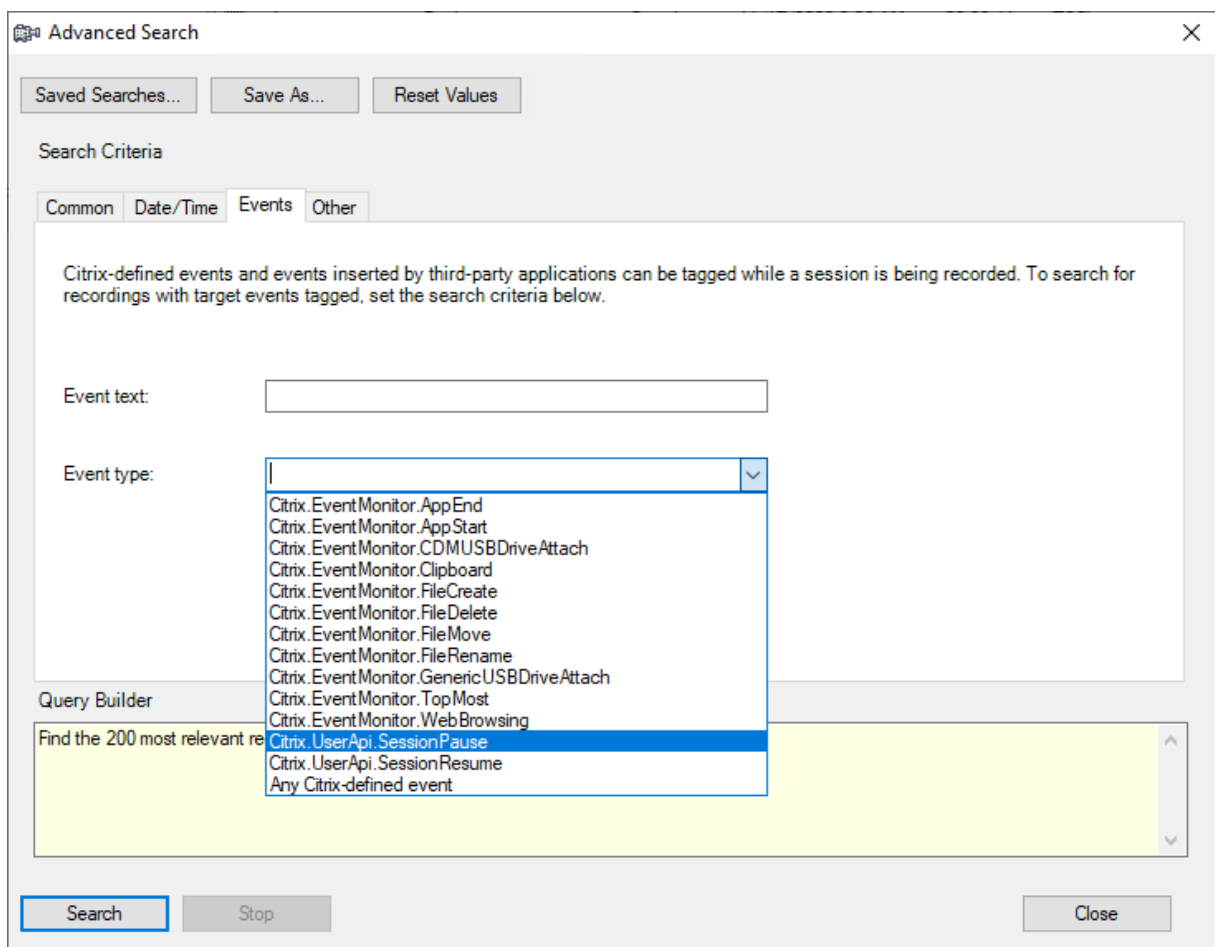 Advanced Search
Saved Searches... Save As... Reset Values
Search Criteria
Common Date/Time Events Other
Citrix-defined events and events inserted by third-party applications can be tagged while a session is being recorded. To search for
recordings with target events tagged, set the search criteria below.
Event text:
Event type:
Citrix.EventMonitor.AppEnd
Citrix.EventMonitor.AppStart
Citrix.EventMonitor.CDMUSBDriveAttach
Citrix.EventMonitor.Clipboard
Citrix.EventMonitor.FileCreate
Citrix.EventMonitor.FileDelete
Citrix.EventMonitor.FileMove
Citrix.EventMonitor.FileRename
Citrix.EventMonitor.GenericUSBDriveAttach
Citrix.EventMonitor.TopMost
Citrix.EventMonitor.WebBrowsing
Citrix.UserApi.SessionPause
Citrix.UserApi.SessionResume
Any Citrix-defined event
Query Builder
Find the 200 most relevant re
Search Stop Close